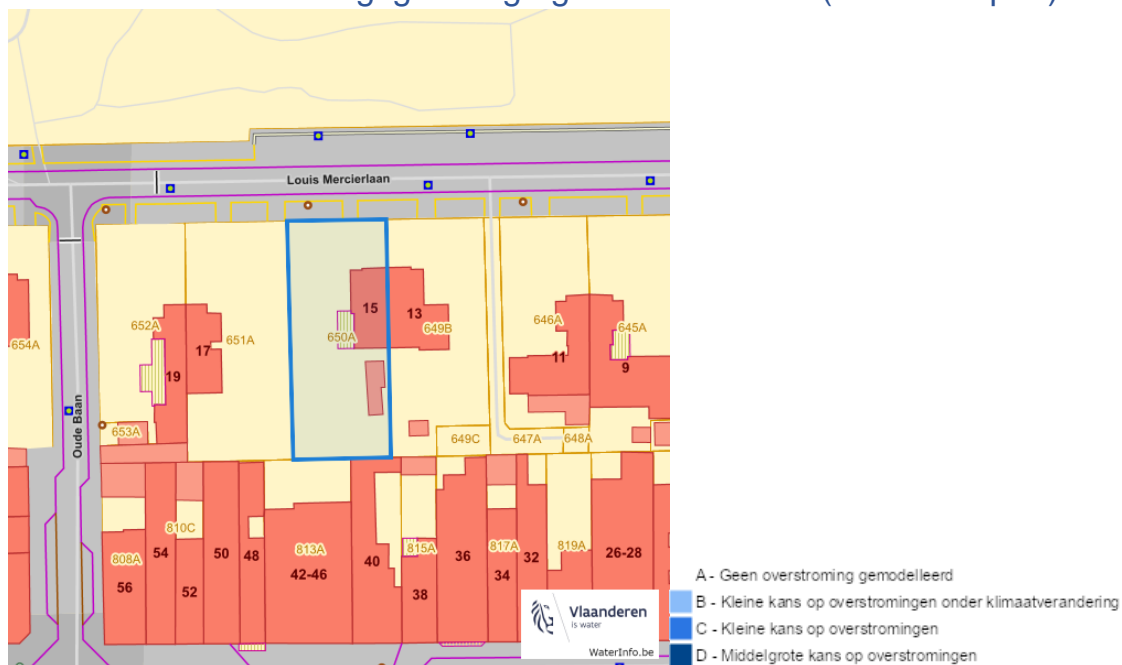 Louis Mercierlaan
Oude Baan
654A
652A
19
17
651A
653A
15
650A
13
649B
649C
646A
11
645A
9
647A
648A
808A
56
54
810C
52
50
48
813A
42-46
40
815A
38
36
817A
34
32
819A
26-28
Vlaanderen
is water
WaterInfo.be
A - Geen overstroming gemodelleerd
B - Kleine kans op overstromingen onder klimaatverandering
C - Kleine kans op overstromingen
D - Middelgrote kans op overstromingen